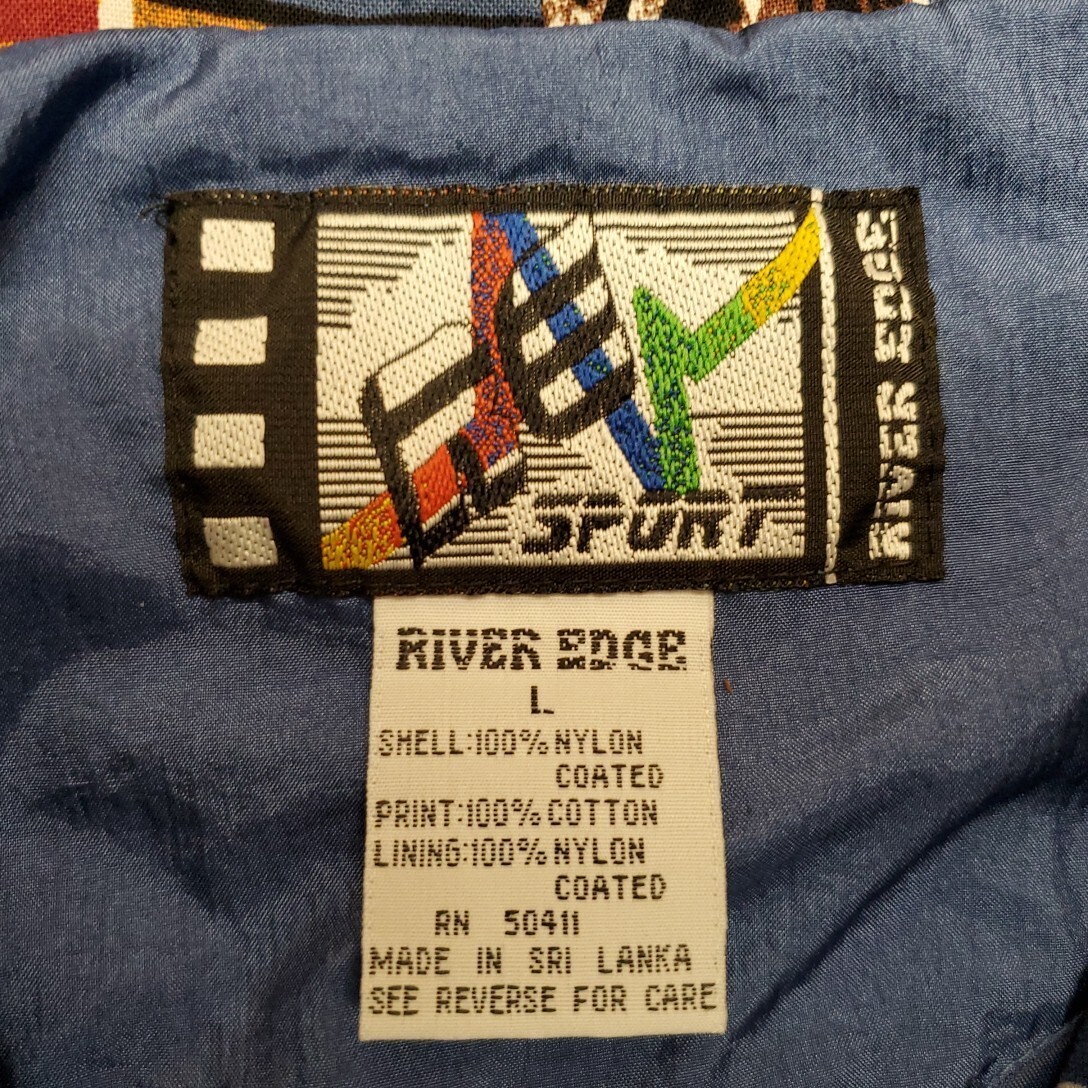 SPORT
RIVER EDGE
RIVER EDGE
L
SHELL:100% NYLON
COATED
PRINT:100% COTTON
LINING:100% NYLON
COATED
RN 50411
MADE IN SRI LANKA
SEE REVERSE FOR CARE